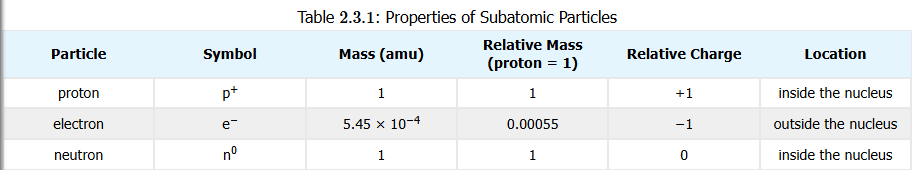 Table 2.3.1: Properties of Subatomic Particles
Particle Symbol Mass (amu) Relative Mass (proton = 1) Relative Charge Location
proton p⁺ 1 1 +1 inside the nucleus
electron e⁻ 5.45 × 10⁻⁴ 0.00055 −1 outside the nucleus
neutron n⁰ 1 1 0 inside the nucleus